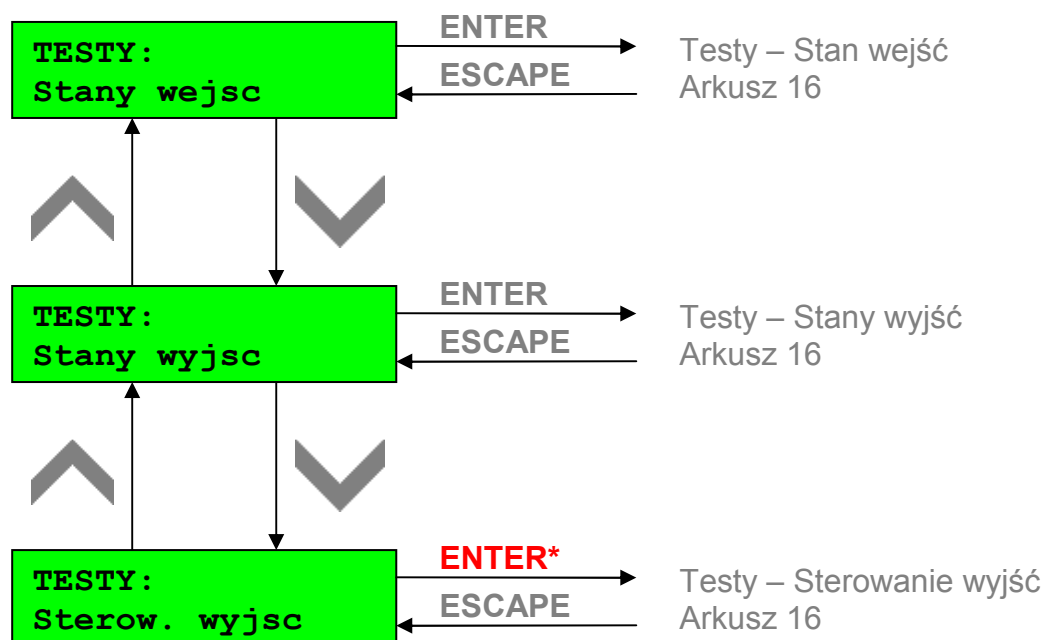 TESTY:
Stany wejsc
ENTER
ESCAPE
Testy – Stan wejść
Arkusz 16
TESTY:
Stany wyjsc
ENTER
ESCAPE
Testy – Stany wyjść
Arkusz 16
TESTY:
Sterow. wyjsc
ENTER*
ESCAPE
Testy – Sterowanie wyjść
Arkusz 16